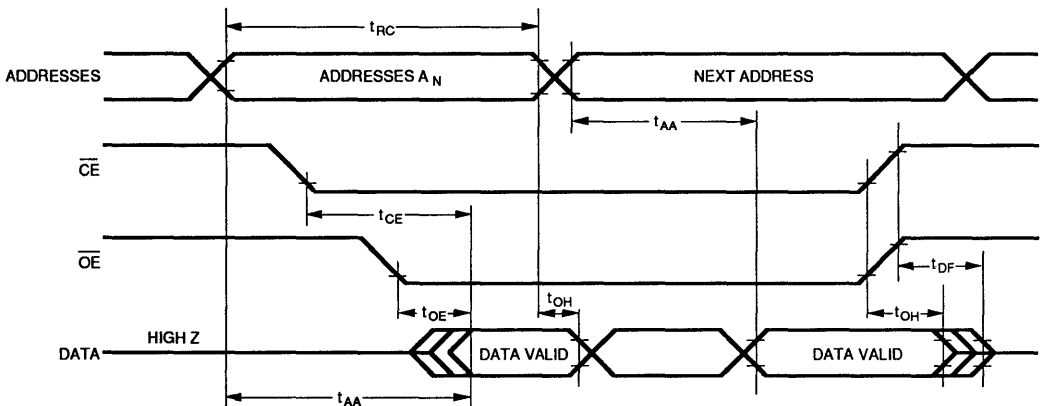 tRC
ADDRESSES
ADDRESSES AN
NEXT ADDRESS
tAA
CE
tCE
OE
tDF
tOE
tOH
tOH
HIGH Z
DATA
DATA VALID
DATA VALID
tAA